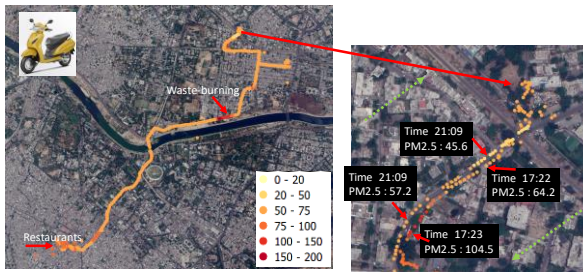 Waste-burning
Restaurants
0 - 20
20 - 50
50 - 75
75 - 100
100 - 150
150 - 200
Time 21:09
PM2.5 : 45.6
Time 17:22
PM2.5 : 64.2
Time 21:09
PM2.5 : 57.2
Time 17:23
PM2.5 : 104.5